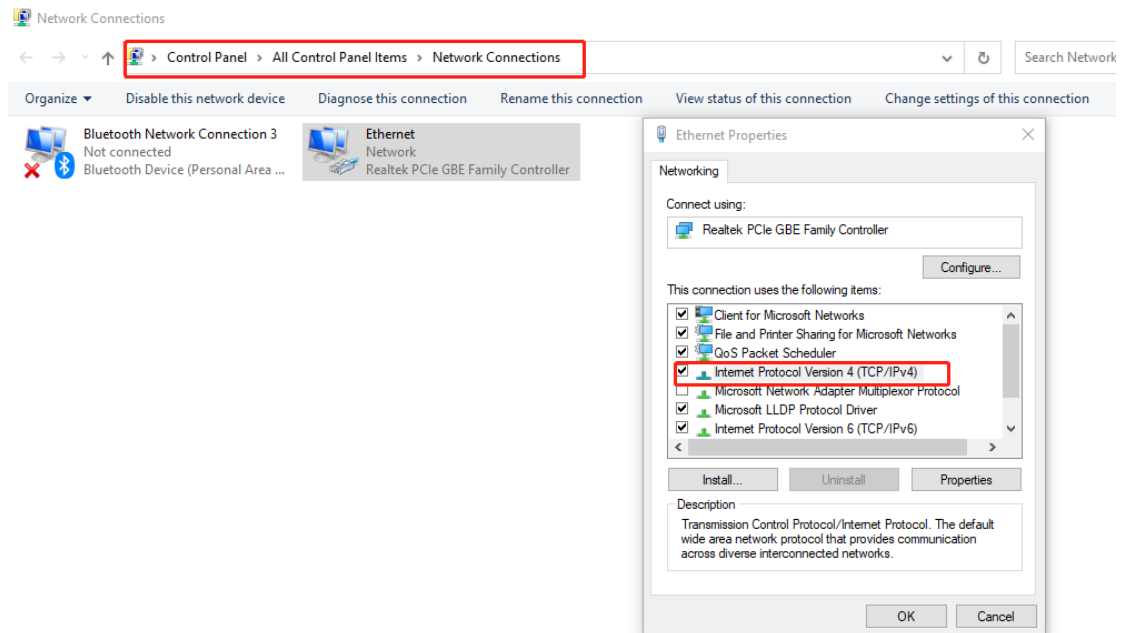 Network Connections
Control Panel > All Control Panel Items > Network Connections
Search Network
Organize
Disable this network device
Diagnose this connection
Rename this connection
View status of this connection
Change settings of this connection
Bluetooth Network Connection 3
Not connected
Bluetooth Device (Personal Area ...
Ethernet
Network
Realtek PCIe GBE Family Controller
Ethernet Properties
Networking
Connect using:
Realtek PCIe GBE Family Controller
Configure...
This connection uses the following items:
Client for Microsoft Networks
File and Printer Sharing for Microsoft Networks
QoS Packet Scheduler
Internet Protocol Version 4 (TCP/IPv4)
Microsoft Network Adapter Multiplexor Protocol
Microsoft LLDP Protocol Driver
Internet Protocol Version 6 (TCP/IPv6)
Install...
Uninstall
Properties
Description
Transmission Control Protocol/Internet Protocol. The default
wide area network protocol that provides communication
across diverse interconnected networks.
OK
Cancel